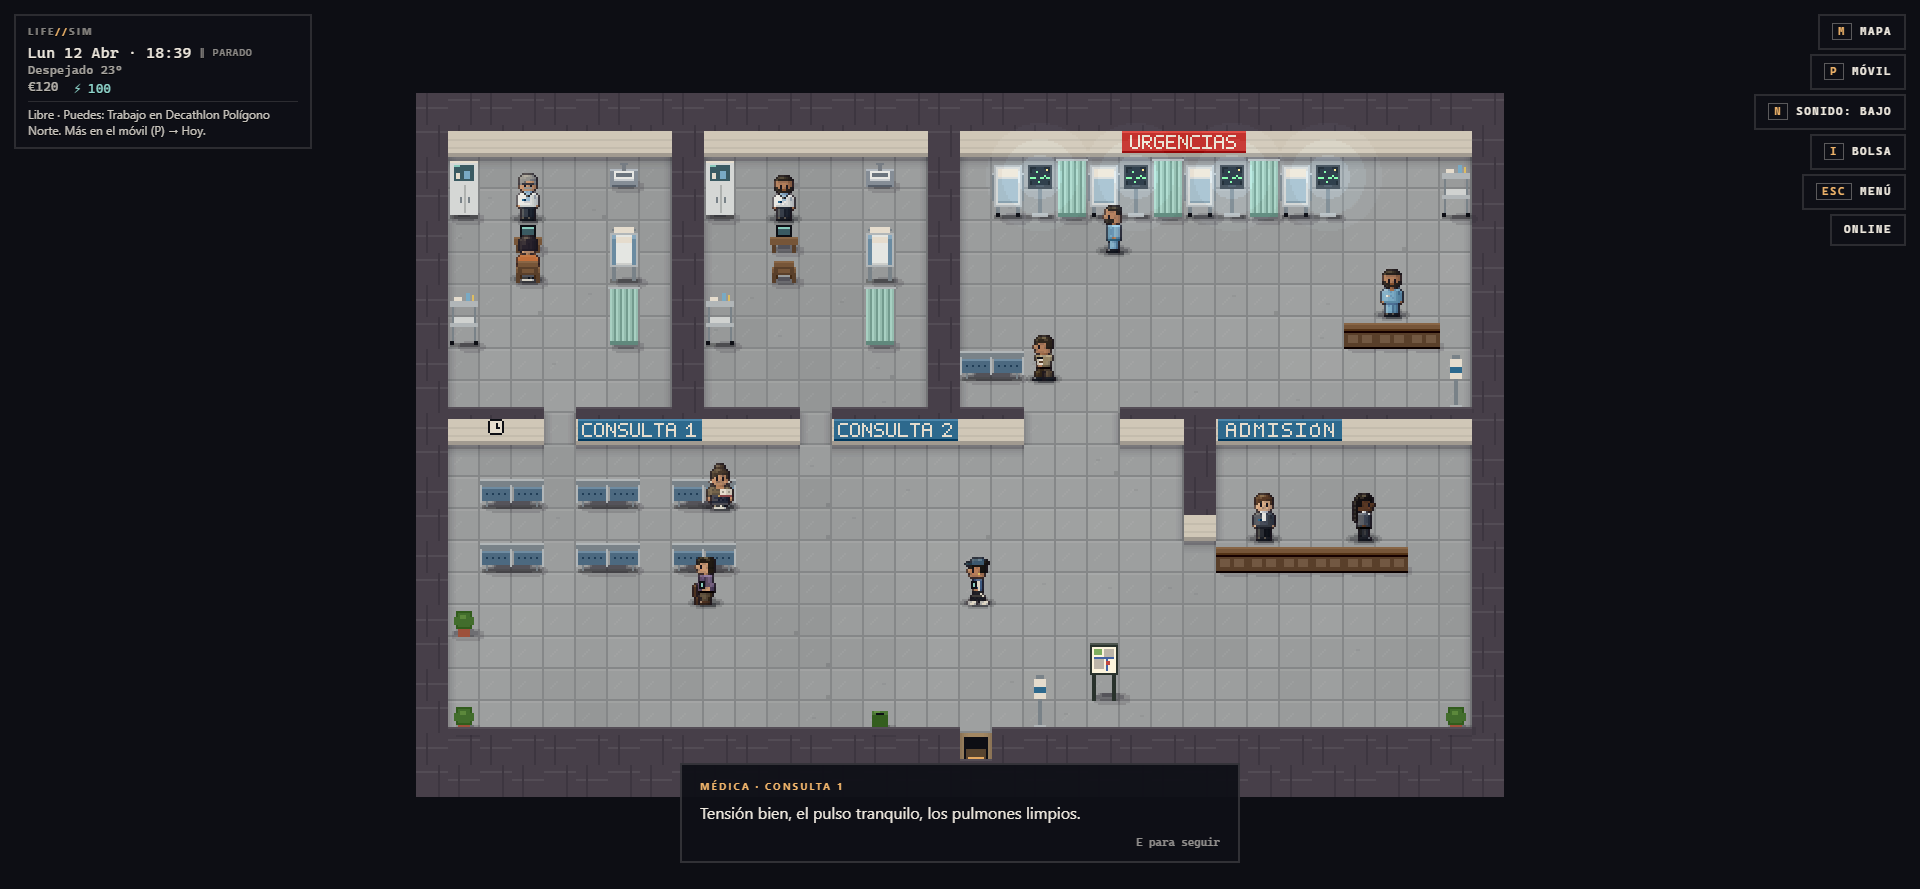 LIFE//SIM
Lun 12 Abr · 18:39 ‖ PARADO
Despejado 23º
€120 ⚡ 100
Libre · Puedes: Trabajo en Decathlon Polígono
Norte. Más en el móvil (P) → Hoy.
M MAPA
P MÓVIL
N SONIDO: BAJO
I BOLSA
ESC MENÚ
ONLINE
URGENCIAS
CONSULTA 1
CONSULTA 2
ADMISIÓN
MÉDICA · CONSULTA 1
Tensión bien, el pulso tranquilo, los pulmones limpios.
E para seguir